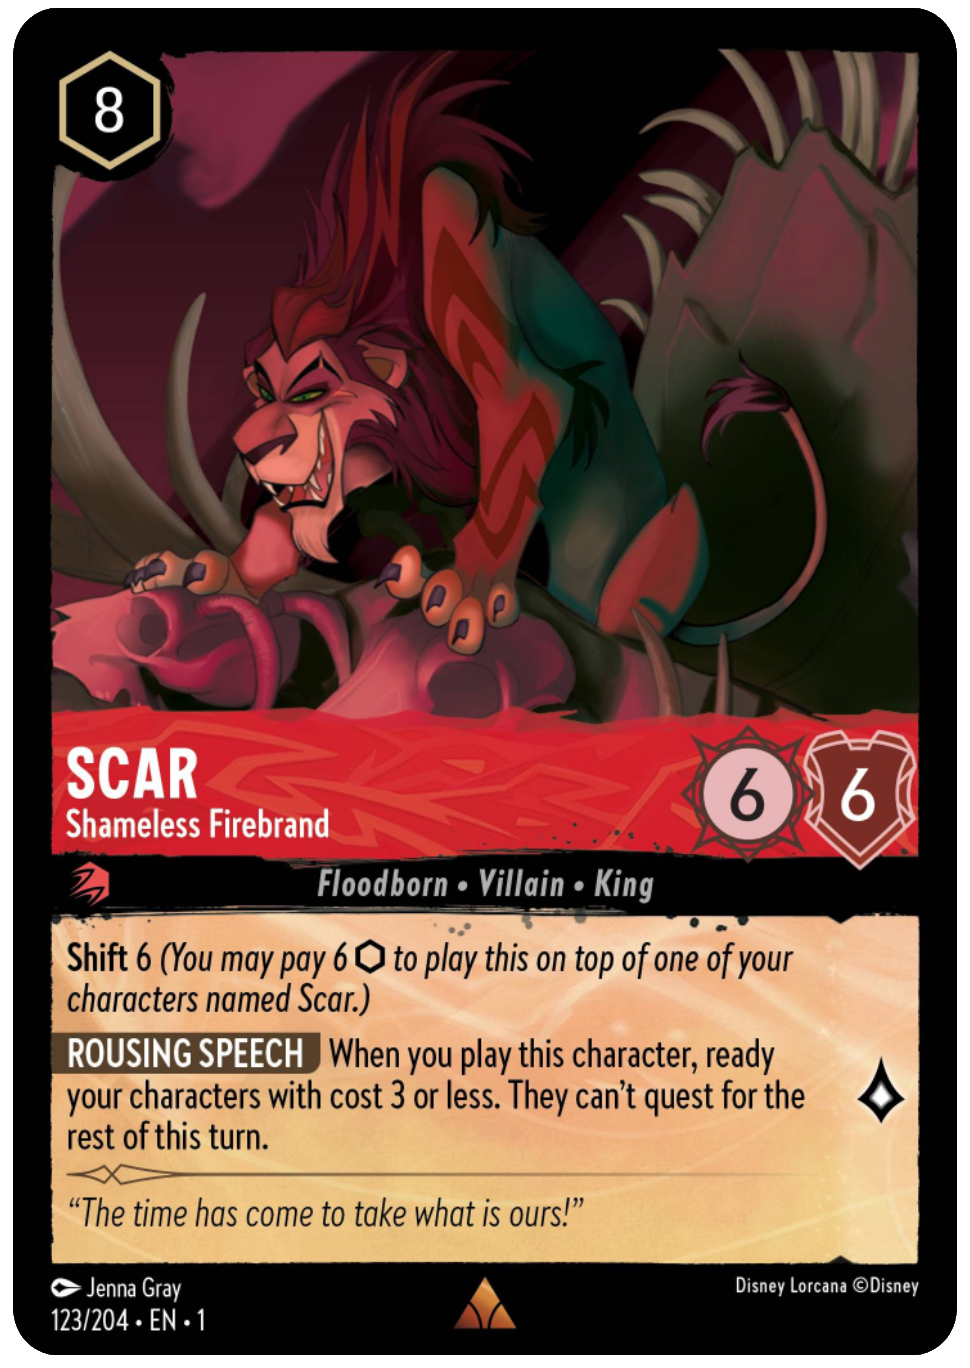 8
SCAR
Shameless Firebrand
6
6
Floodborn • Villain • King
Shift 6 (You may pay 6 to play this on top of one of your
characters named Scar.)
ROUSING SPEECH When you play this character, ready
your characters with cost 3 or less. They can’t quest for the
rest of this turn.
“The time has come to take what is ours!”
Jenna Gray
Disney Lorcana ©Disney
123/204 • EN • 1